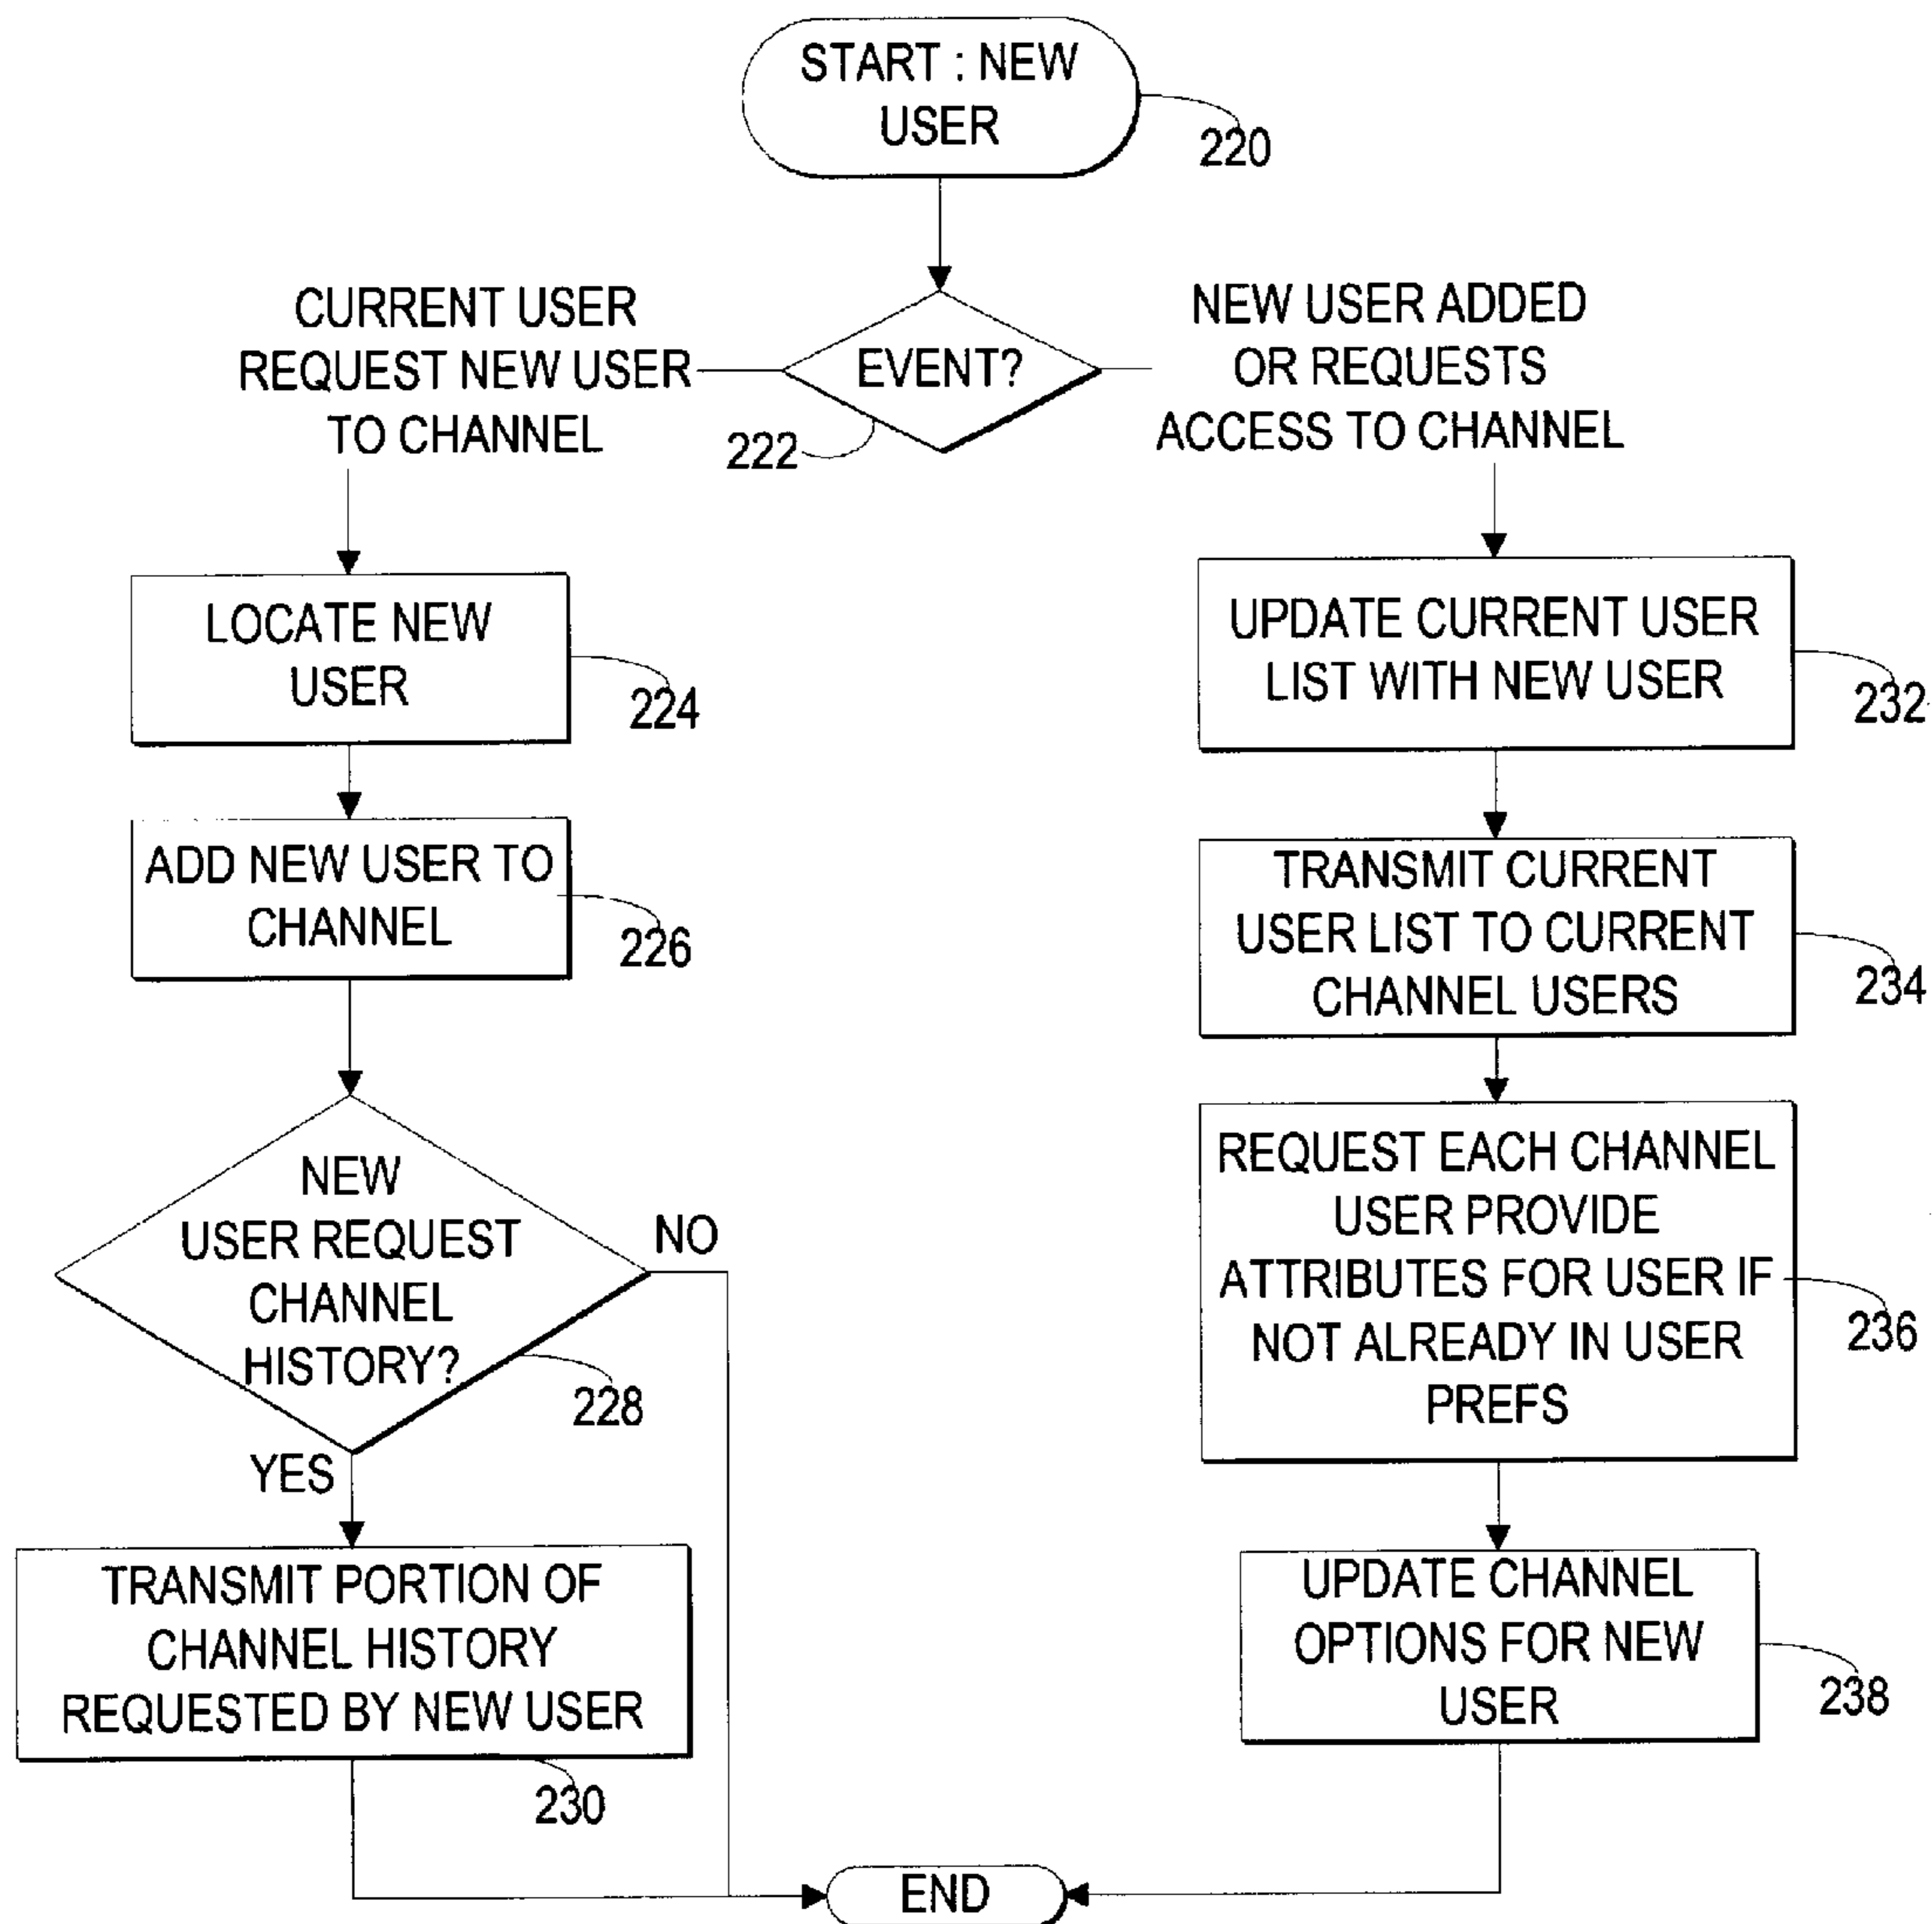 START : NEW
USER
220
CURRENT USER
REQUEST NEW USER
TO CHANNEL
EVENT?
222
NEW USER ADDED
OR REQUESTS
ACCESS TO CHANNEL
LOCATE NEW
USER
224
ADD NEW USER TO
CHANNEL
226
NEW
USER REQUEST
CHANNEL
HISTORY?
NO
228
YES
TRANSMIT PORTION OF
CHANNEL HISTORY
REQUESTED BY NEW USER
230
UPDATE CURRENT USER
LIST WITH NEW USER
232
TRANSMIT CURRENT
USER LIST TO CURRENT
CHANNEL USERS
234
REQUEST EACH CHANNEL
USER PROVIDE
ATTRIBUTES FOR USER IF
NOT ALREADY IN USER
PREFS
236
UPDATE CHANNEL
OPTIONS FOR NEW
USER
238
END